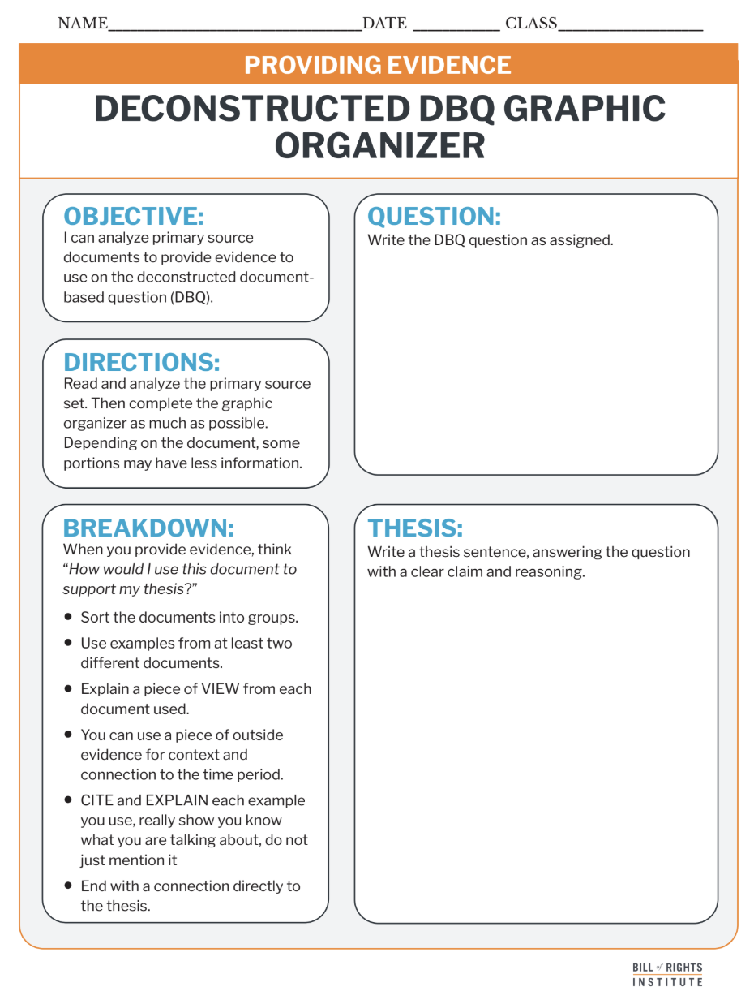 NAME______________________________DATE __________ CLASS_________________
PROVIDING EVIDENCE
DECONSTRUCTED DBQ GRAPHIC
ORGANIZER
OBJECTIVE:
I can analyze primary source
documents to provide evidence to
use on the deconstructed document-
based question (DBQ).
DIRECTIONS:
Read and analyze the primary source
set. Then complete the graphic
organizer as much as possible.
Depending on the document, some
portions may have less information.
BREAKDOWN:
When you provide evidence, think
“How would I use this document to
support my thesis?”
• Sort the documents into groups.
• Use examples from at least two
different documents.
• Explain a piece of VIEW from each
document used.
• You can use a piece of outside
evidence for context and
connection to the time period.
• CITE and EXPLAIN each example
you use, really show you know
what you are talking about, do not
just mention it
• End with a connection directly to
the thesis.
QUESTION:
Write the DBQ question as assigned.
THESIS:
Write a thesis sentence, answering the question
with a clear claim and reasoning.
BILL of RIGHTS
INSTITUTE